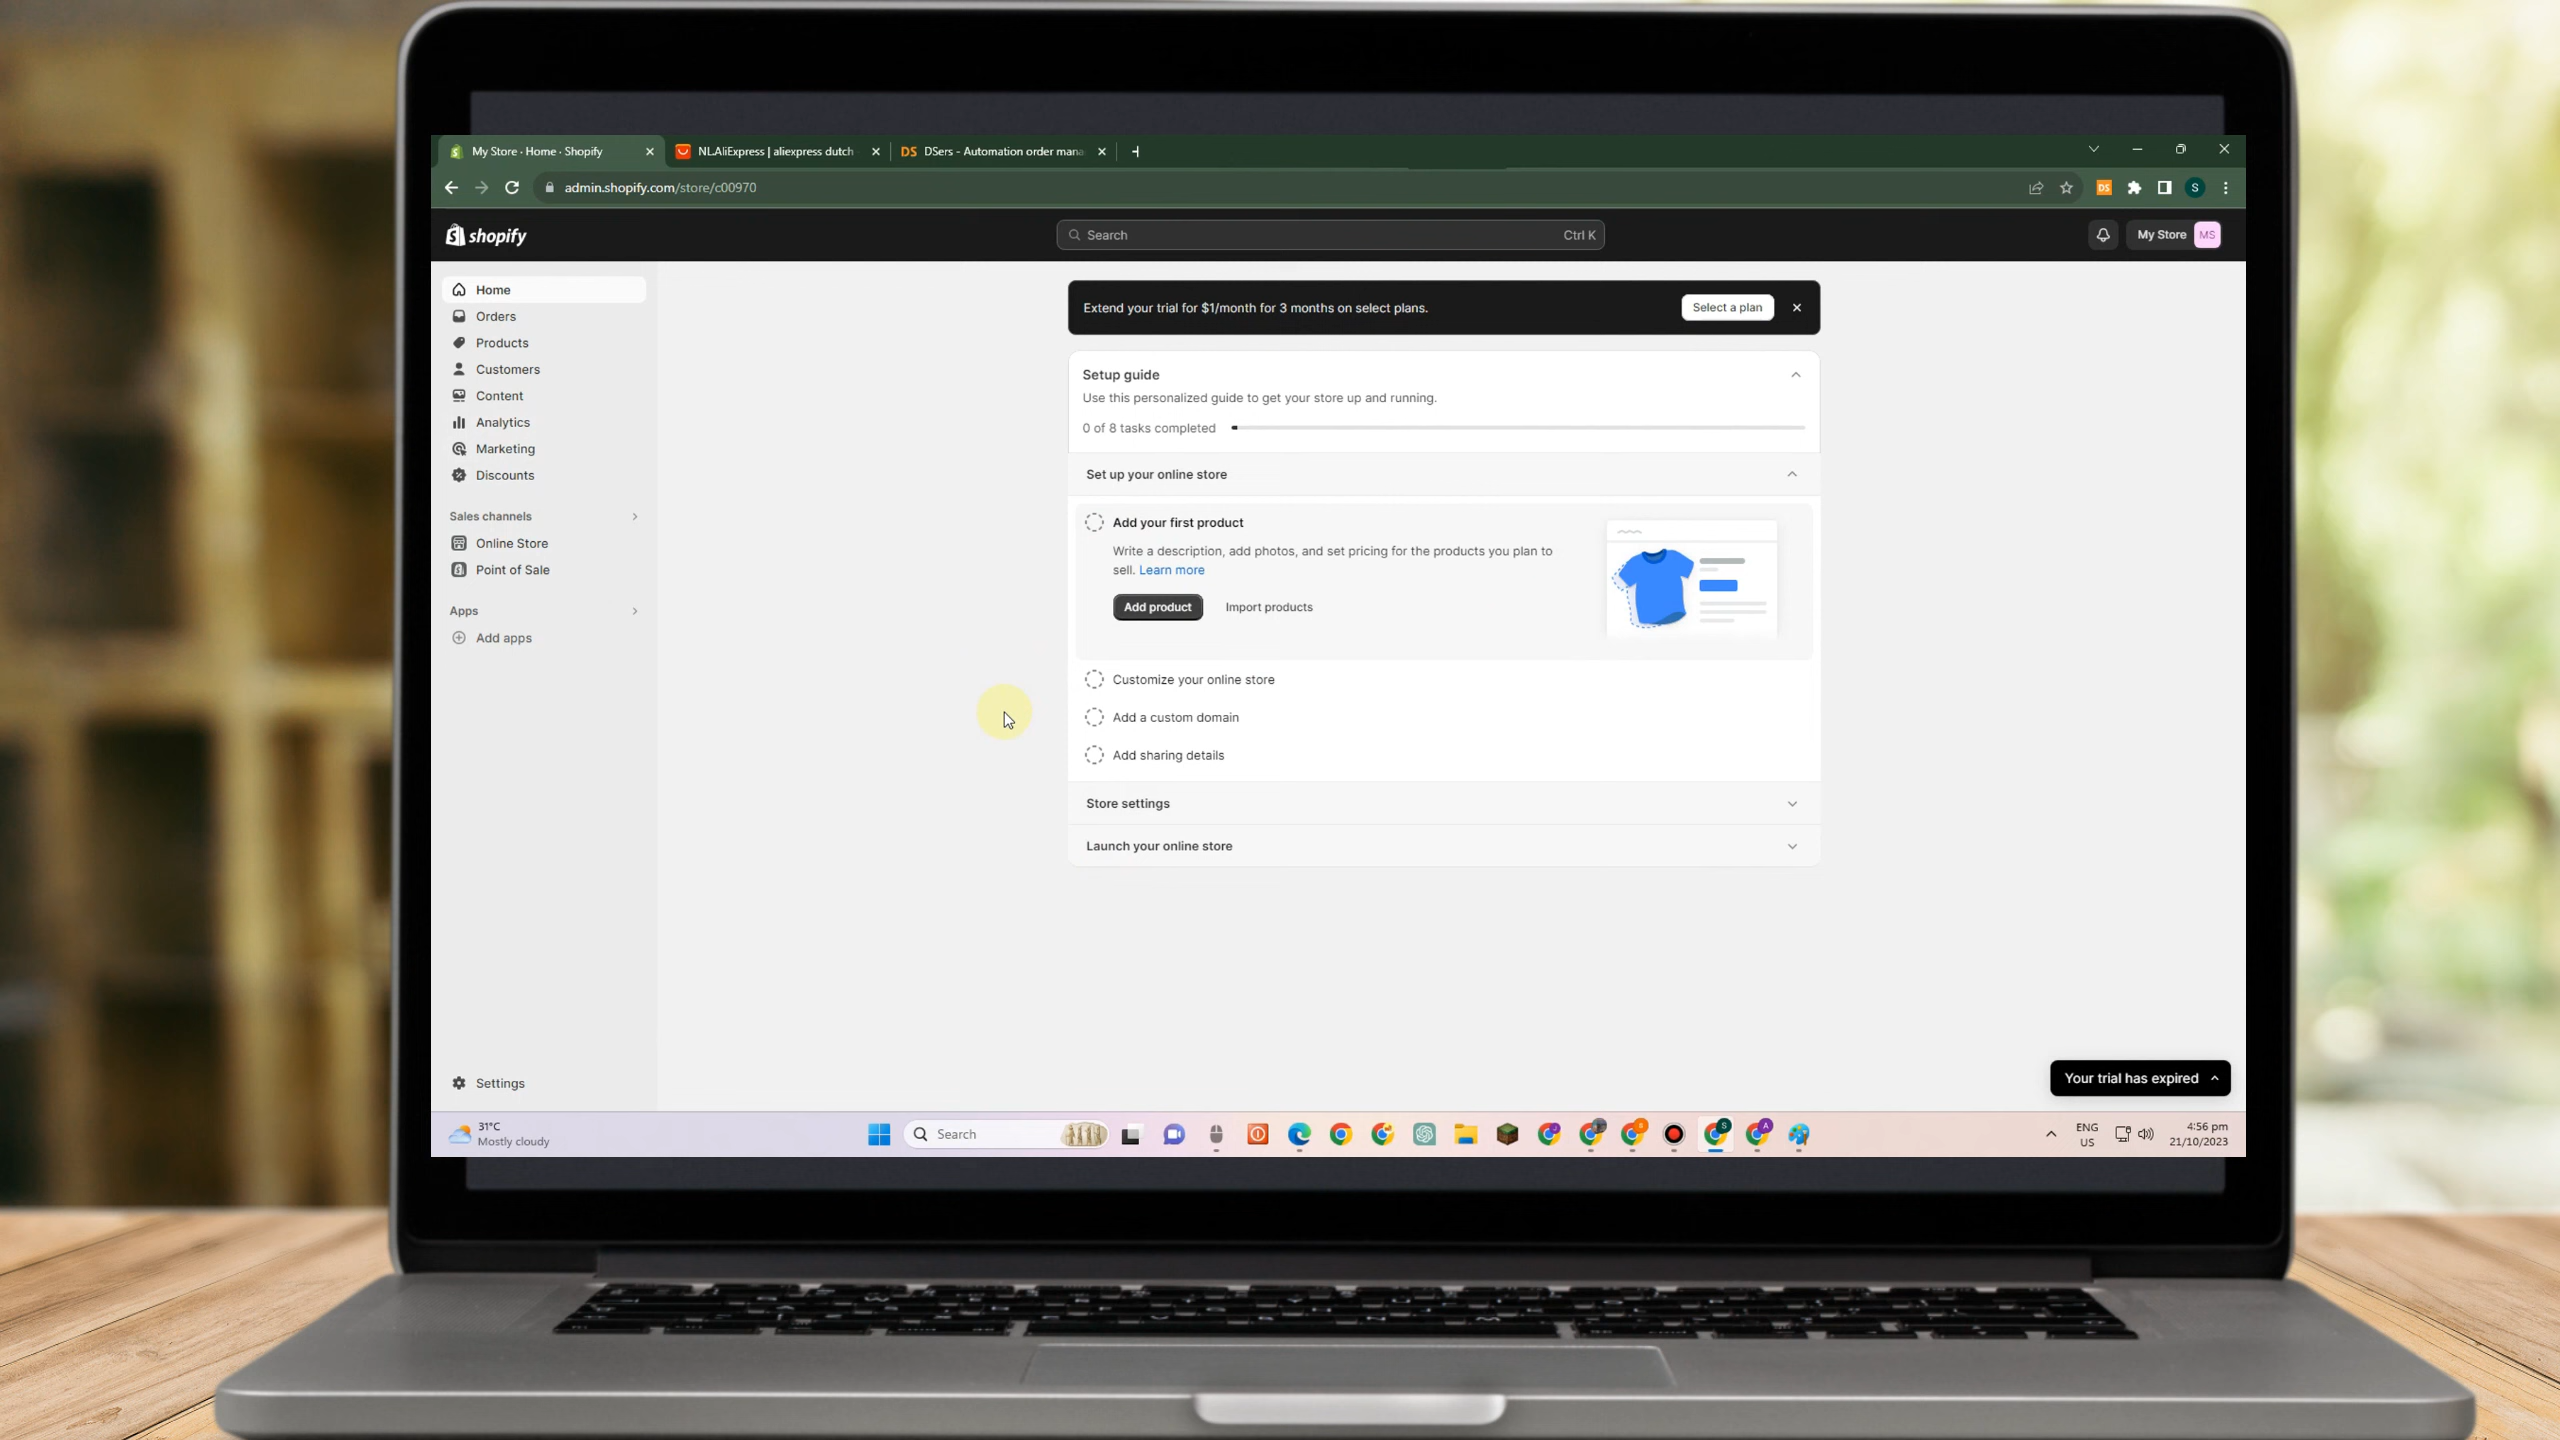 My Store · Home · Shopify
NL.AliExpress | aliexpress dutch
DS DSers - Automation order mana
admin.shopify.com/store/c00970
DS
S
shopify
Search Ctrl K
My Store MS
Home
Orders
Products
Customers
Content
Analytics
Marketing
Discounts
Sales channels
Online Store
Point of Sale
Apps
Add apps
Settings
Extend your trial for $1/month for 3 months on select plans.
Select a plan
Setup guide
Use this personalized guide to get your store up and running.
0 of 8 tasks completed
Set up your online store
Add your first product
Write a description, add photos, and set pricing for the products you plan to
sell. Learn more
Add product Import products
Customize your online store
Add a custom domain
Add sharing details
Store settings
Launch your online store
Your trial has expired
31°C
Mostly cloudy
Search
ENG
US
4:56 pm
21/10/2023